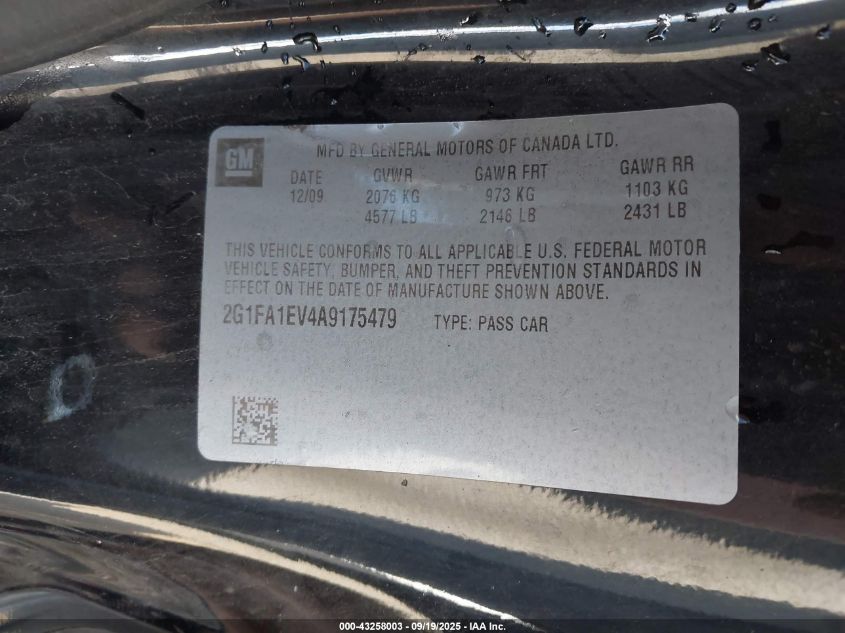 GM
MFD BY GENERAL MOTORS OF CANADA LTD.
DATE GVWR GAWR FRT GAWR RR
12/09 2076 KG 973 KG 1103 KG
4577 LB 2146 LB 2431 LB
THIS VEHICLE CONFORMS TO ALL APPLICABLE U.S. FEDERAL MOTOR
VEHICLE SAFETY, BUMPER, AND THEFT PREVENTION STANDARDS IN
EFFECT ON THE DATE OF MANUFACTURE SHOWN ABOVE.
2G1FA1EV4A9175479 TYPE: PASS CAR
000-43258003 - 09/19/2025 - IAA Inc.